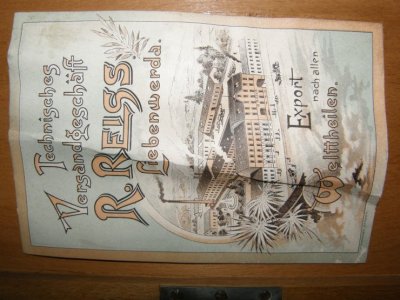 Technisches
Versandgeschäft
R. REISS
Liebenwerda.
Export
nach allen
Welttheilen.